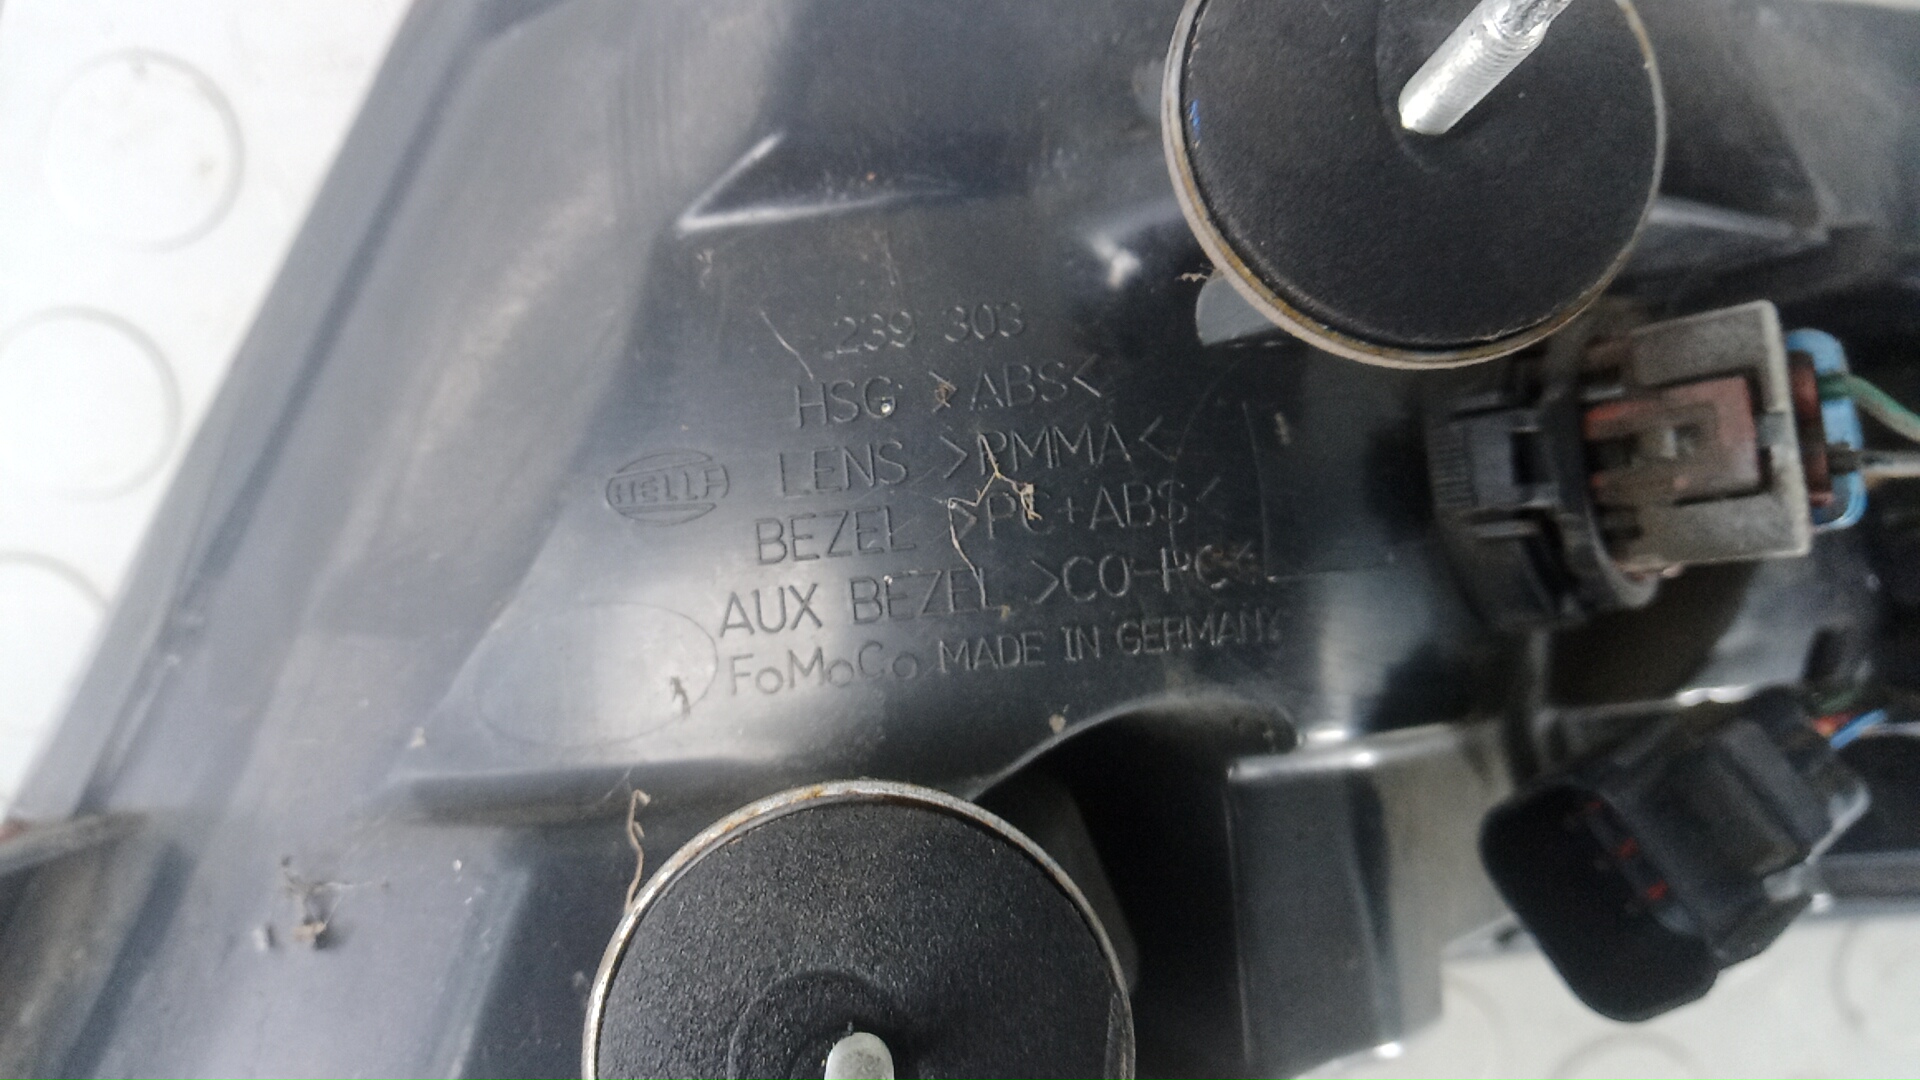 239 303
HSG >ABS<
LENS >PMMA<
HELLA
BEZEL >PC+ABS<
AUX BEZEL >CO-PC<
FoMoCo MADE IN GERMANY